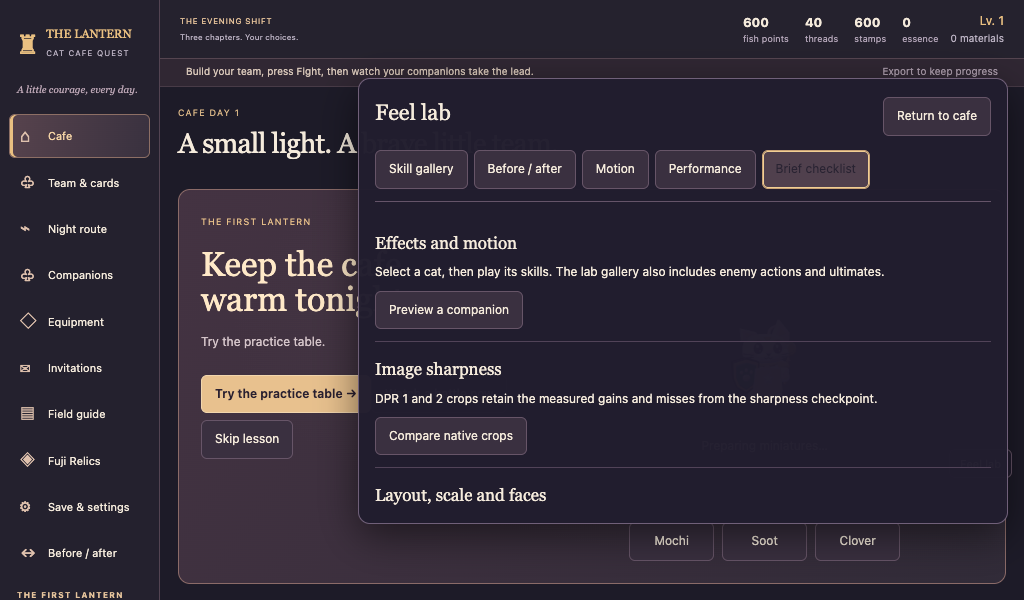 THE LANTERN
CAT CAFE QUEST
A little courage, every day.
Cafe
Team & cards
Night route
Companions
Equipment
Invitations
Field guide
Fuji Relics
Save & settings
Before / after
THE FIRST LANTERN
THE EVENING SHIFT
Three chapters. Your choices.
600
fish points
40
threads
600
stamps
0
essence
Lv. 1
0 materials
Build your team, press Fight, then watch your companions take the lead.
Export to keep progress
CAFE DAY 1
A small light. A brave little team.
THE FIRST LANTERN
Keep the cafe
warm tonig
Try the practice table.
Try the practice table →
Skip lesson
Feel lab
Return to cafe
Skill gallery
Before / after
Motion
Performance
Brief checklist
Effects and motion
Select a cat, then play its skills. The lab gallery also includes enemy actions and ultimates.
Preview a companion
Image sharpness
DPR 1 and 2 crops retain the measured gains and misses from the sharpness checkpoint.
Compare native crops
Layout, scale and faces
Mochi
Soot
Clover